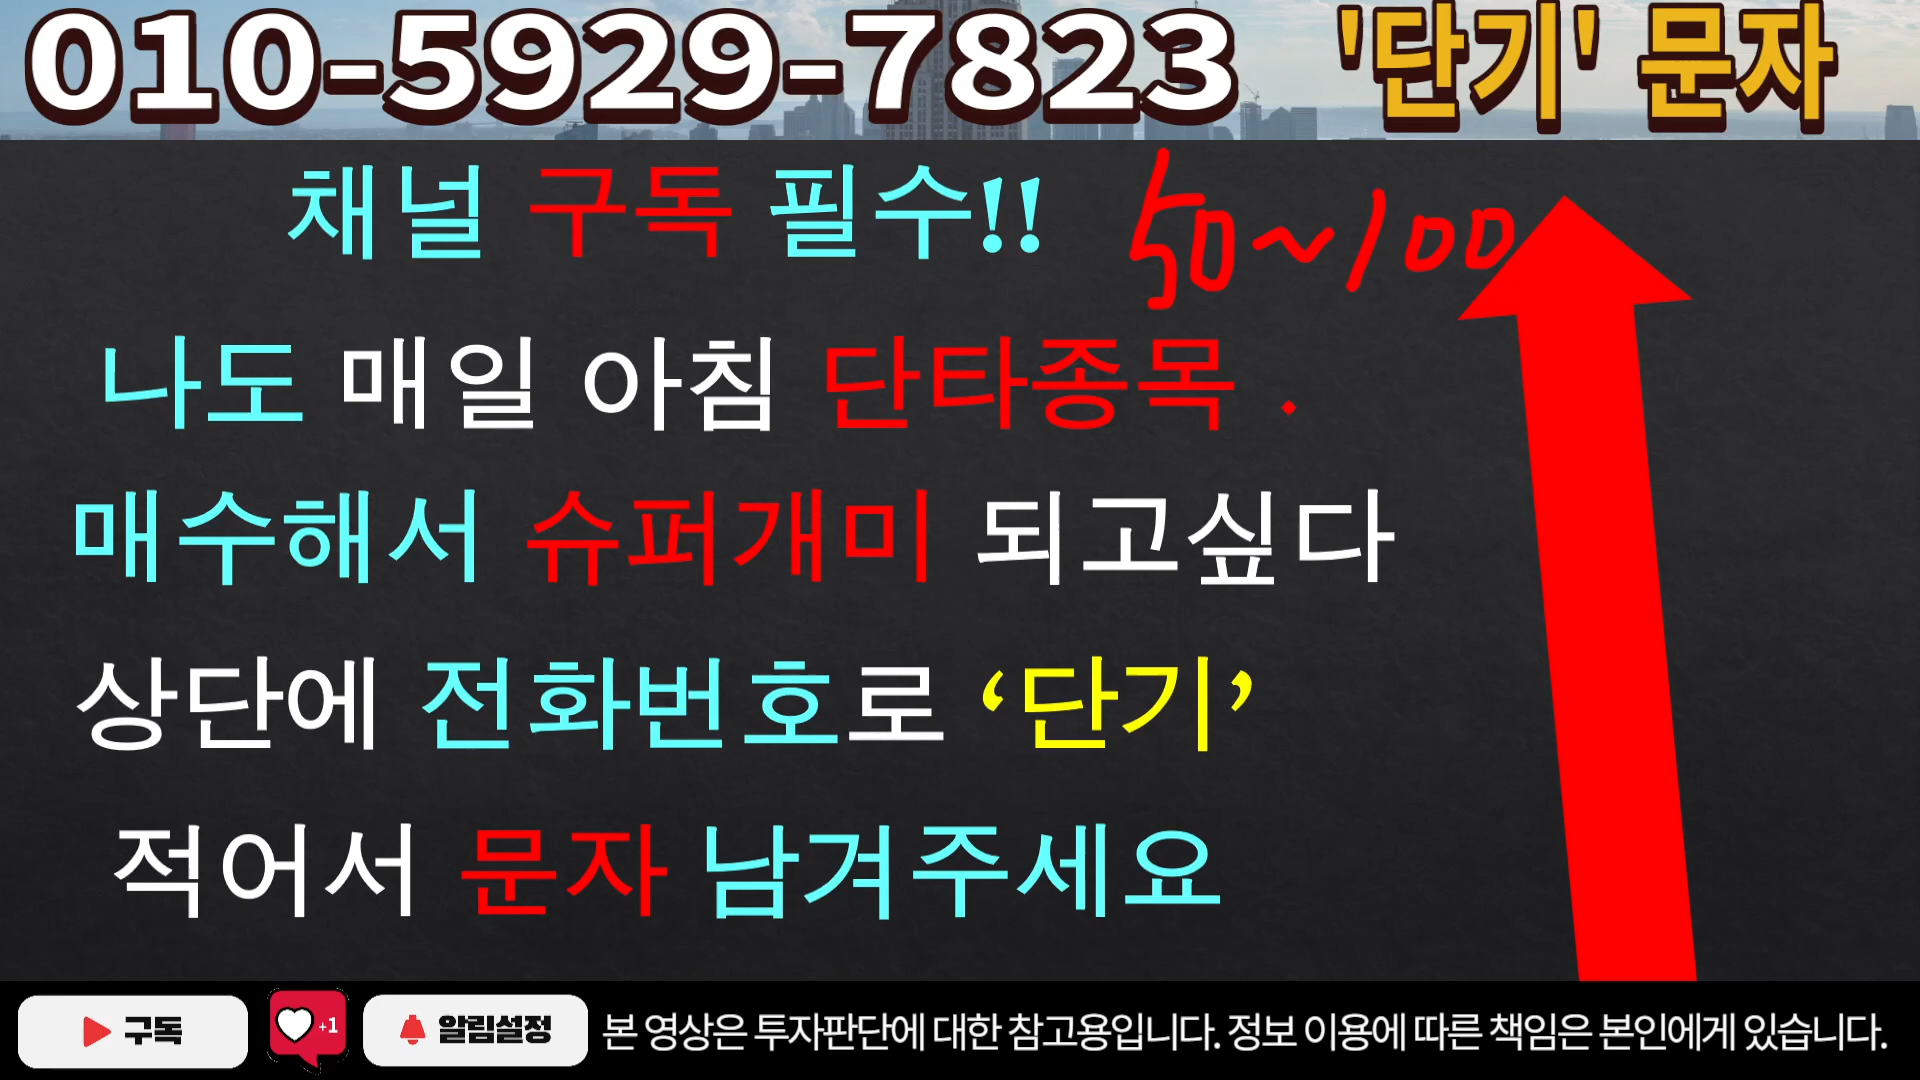 010-5929-7823 '단기' 문자
채널 구독 필수!! 50~100
나도 매일 아침 단타종목 .
매수해서 슈퍼개미 되고싶다
상단에 전화번호로 ‘단기’
적어서 문자 남겨주세요
구독 +1 알림설정 본 영상은 투자판단에 대한 참고용입니다. 정보 이용에 따른 책임은 본인에게 있습니다.